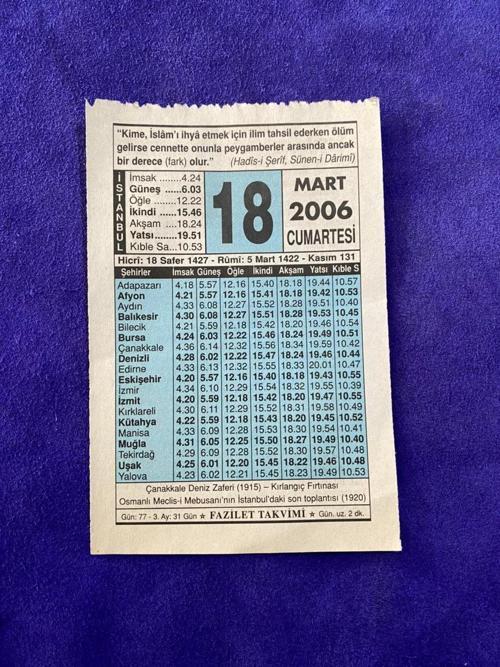 "Kime, İslâm'ı ihyâ etmek için ilim tahsil ederken ölüm
gelirse cennette onunla peygamberler arasında ancak
bir derece (fark) olur." (Hadîs-i Şerîf, Sünen-i Dârimî)
İSTANBUL
İmsak ........4.24
Güneş ......6.03
Öğle .........12.22
İkindi ......15.46
Akşam ....18.24
Yatsı.......19.51
Kıble Sa...10.53
18
MART
2006
CUMARTESİ
Hicrî: 18 Safer 1427 - Rûmî: 5 Mart 1422 - Kasım 131
Şehirler İmsak Güneş Öğle İkindi Akşam Yatsı Kıble S
Adapazarı 4.18 5.57 12.16 15.40 18.18 19.44 10.57
Afyon 4.21 5.57 12.16 15.41 18.18 19.42 10.53
Aydın 4.33 6.08 12.27 15.52 18.28 19.51 10.40
Balıkesir 4.30 6.08 12.27 15.51 18.28 19.53 10.45
Bilecik 4.21 5.59 12.18 15.42 18.20 19.46 10.54
Bursa 4.24 6.03 12.22 15.46 18.24 19.49 10.51
Çanakkale 4.36 6.14 12.32 15.56 18.34 19.59 10.42
Denizli 4.28 6.02 12.22 15.47 18.24 19.46 10.44
Edirne 4.33 6.13 12.32 15.55 18.33 20.01 10.47
Eskişehir 4.20 5.57 12.16 15.40 18.18 19.43 10.55
İzmir 4.34 6.10 12.29 15.54 18.32 19.55 10.39
İzmit 4.20 5.59 12.18 15.42 18.20 19.47 10.55
Kırklareli 4.30 6.11 12.29 15.52 18.31 19.58 10.49
Kütahya 4.22 5.59 12.18 15.43 18.20 19.45 10.52
Manisa 4.33 6.09 12.28 15.53 18.30 19.54 10.41
Muğla 4.31 6.05 12.25 15.50 18.27 19.49 10.40
Tekirdağ 4.29 6.09 12.28 15.52 18.30 19.57 10.48
Uşak 4.25 6.01 12.20 15.45 18.22 19.46 10.48
Yalova 4.23 6.02 12.21 15.45 18.23 19.49 10.53
Çanakkale Deniz Zaferi (1915) – Kırlangıç Fırtınası
Osmanlı Meclis-i Mebusanı'nın İstanbul'daki son toplantısı (1920)
Gün: 77 - 3. Ay: 31 Gün ★ FAZİLET TAKVİMİ ★ Gün. uz. 2 dk.